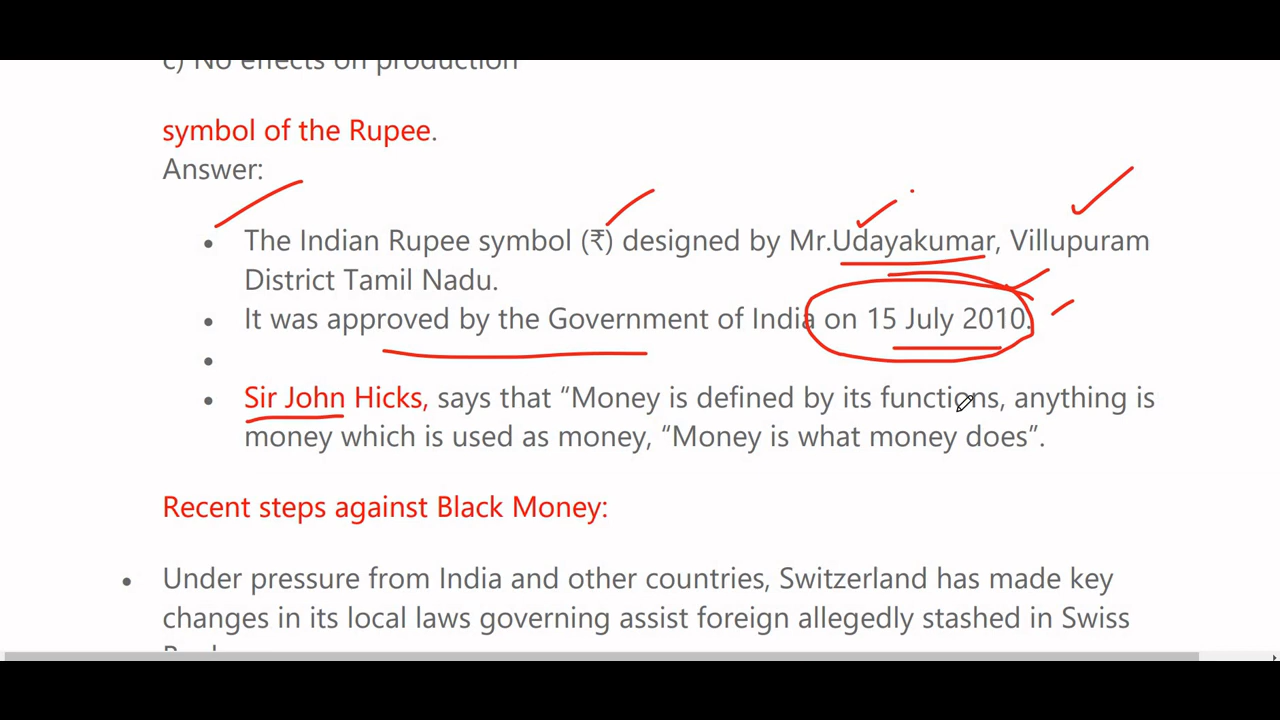 c) No effects on production
symbol of the Rupee.
Answer:
• The Indian Rupee symbol (₹) designed by Mr.Udayakumar, Villupuram
District Tamil Nadu.
• It was approved by the Government of India on 15 July 2010.
•
• Sir John Hicks, says that “Money is defined by its functions, anything is
money which is used as money, “Money is what money does”.
Recent steps against Black Money:
• Under pressure from India and other countries, Switzerland has made key
changes in its local laws governing assist foreign allegedly stashed in Swiss